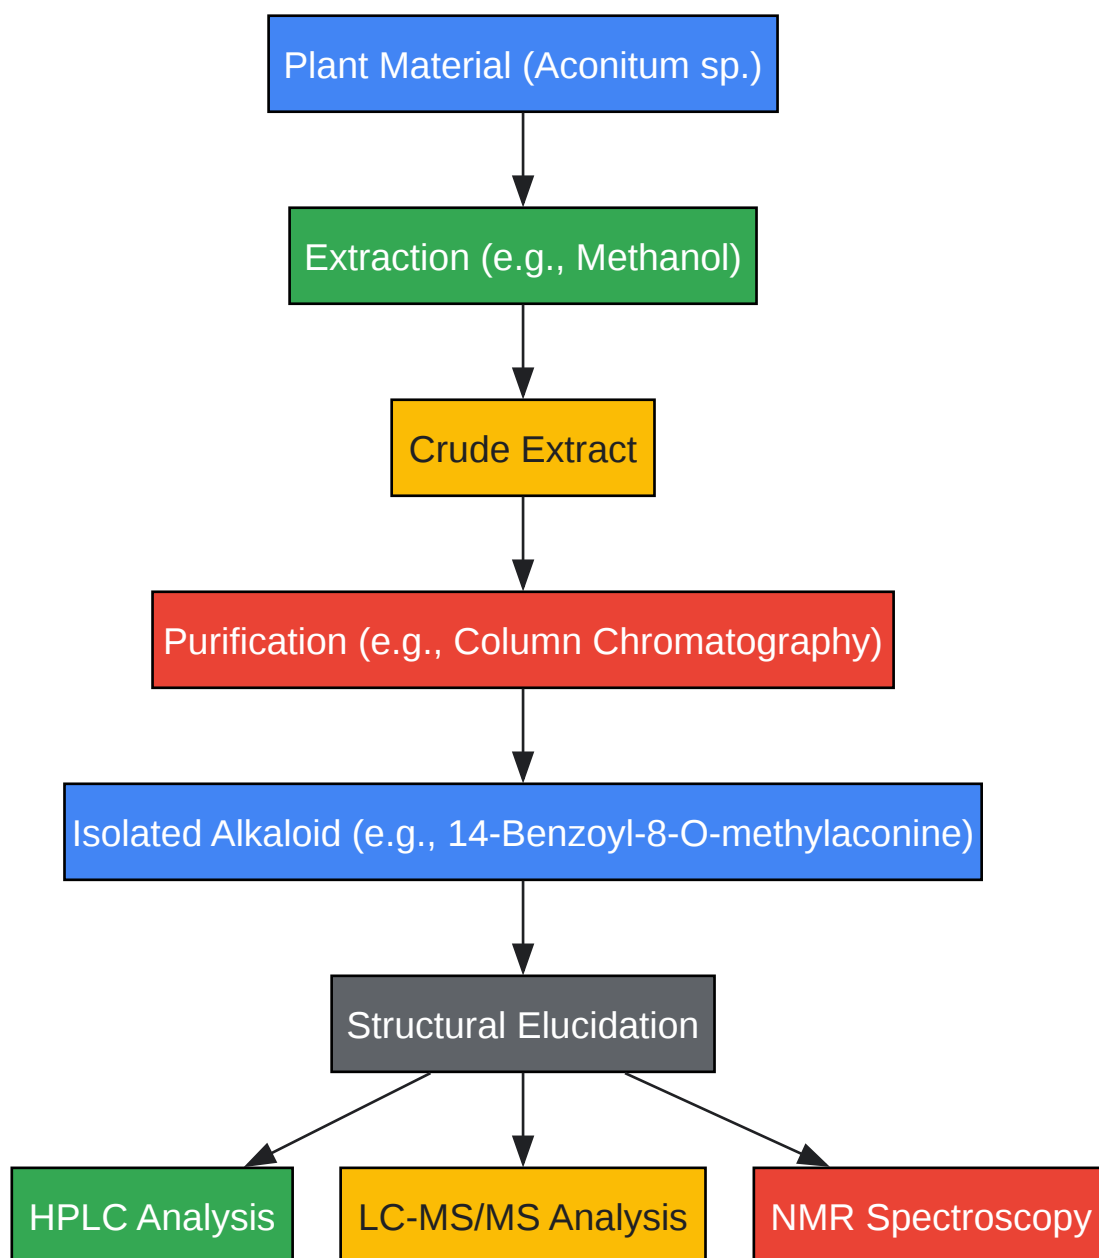 Plant Material (Aconitum sp.)
Extraction (e.g., Methanol)
Crude Extract
Purification (e.g., Column Chromatography)
Isolated Alkaloid (e.g., 14-Benzoyl-8-O-methylaconine)
Structural Elucidation
HPLC Analysis
LC-MS/MS Analysis
NMR Spectroscopy